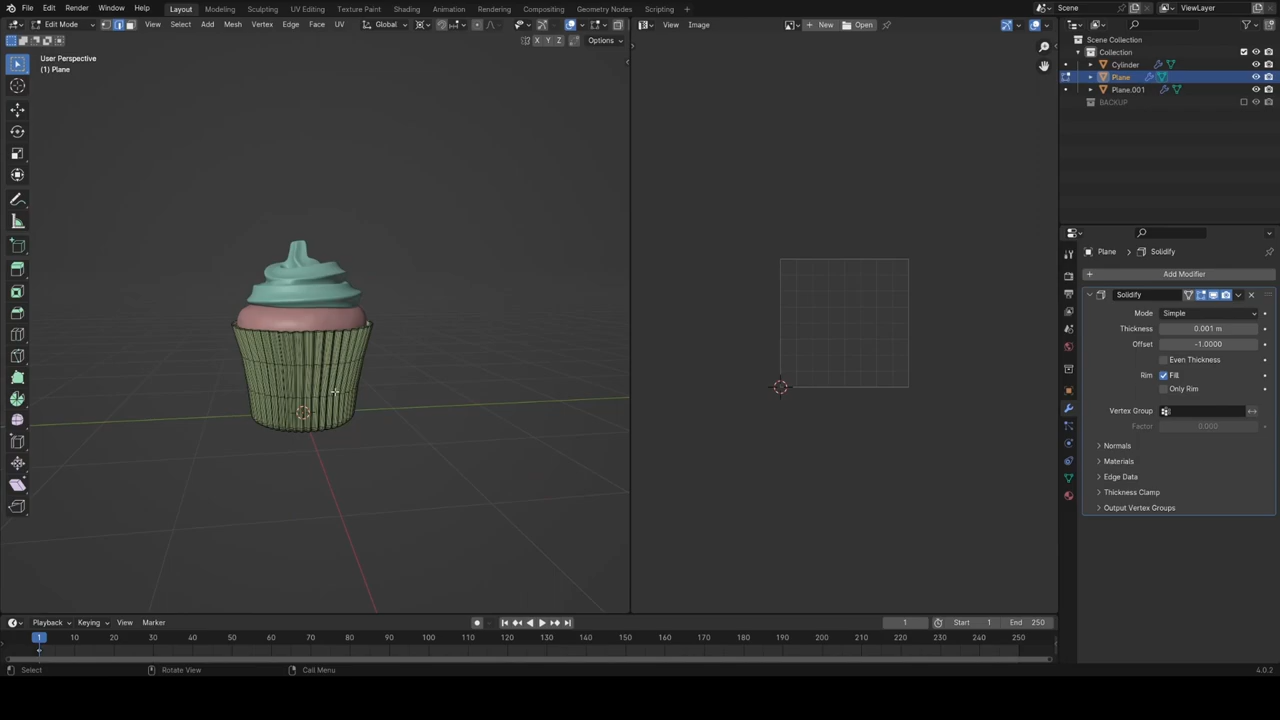 File Edit Render Window Help Layout Modeling Sculpting UV Editing Texture Paint Shading Animation Rendering Compositing Geometry Nodes Scripting + Scene ViewLayer
Edit Mode View Select Add Mesh Vertex Edge Face UV Global View Image + New Open
X Y Z Options
User Perspective
(1) Plane
Scene Collection
Collection
Cylinder
Plane
Plane.001
BACKUP
Plane > Solidify
+ Add Modifier
Solidify
Mode Simple
Thickness 0.001 m
Offset -1.0000
Even Thickness
Rim Fill
Only Rim
Vertex Group
Factor 0.000
Normals
Materials
Edge Data
Thickness Clamp
Output Vertex Groups
Playback Keying View Marker 1 Start 1 End 250
1 10 20 30 40 50 60 70 80 90 100 110 120 130 140 150 160 170 180 190 200 210 220 230 240 250
Select Rotate View Call Menu 4.0.2